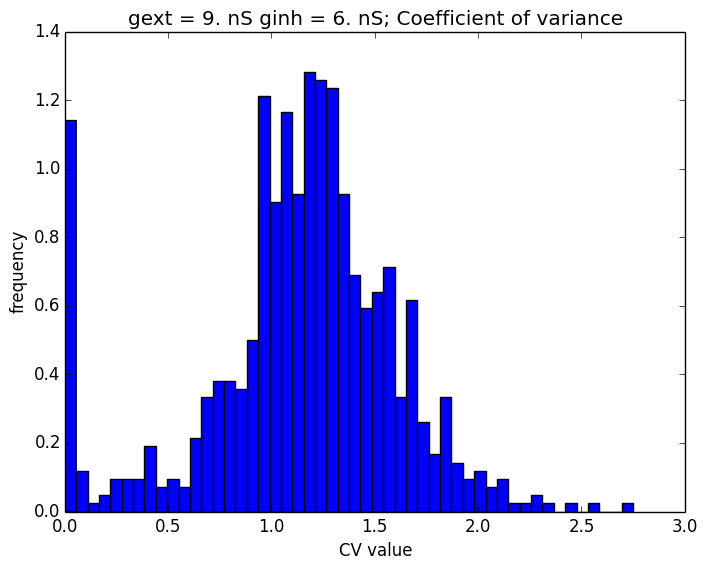 gext = 9. nS ginh = 6. nS; Coefficient of variance
1.4
1.2
1.0
0.8
0.6
0.4
0.2
0.0
frequency
0.0 0.5 1.0 1.5 2.0 2.5 3.0
CV value